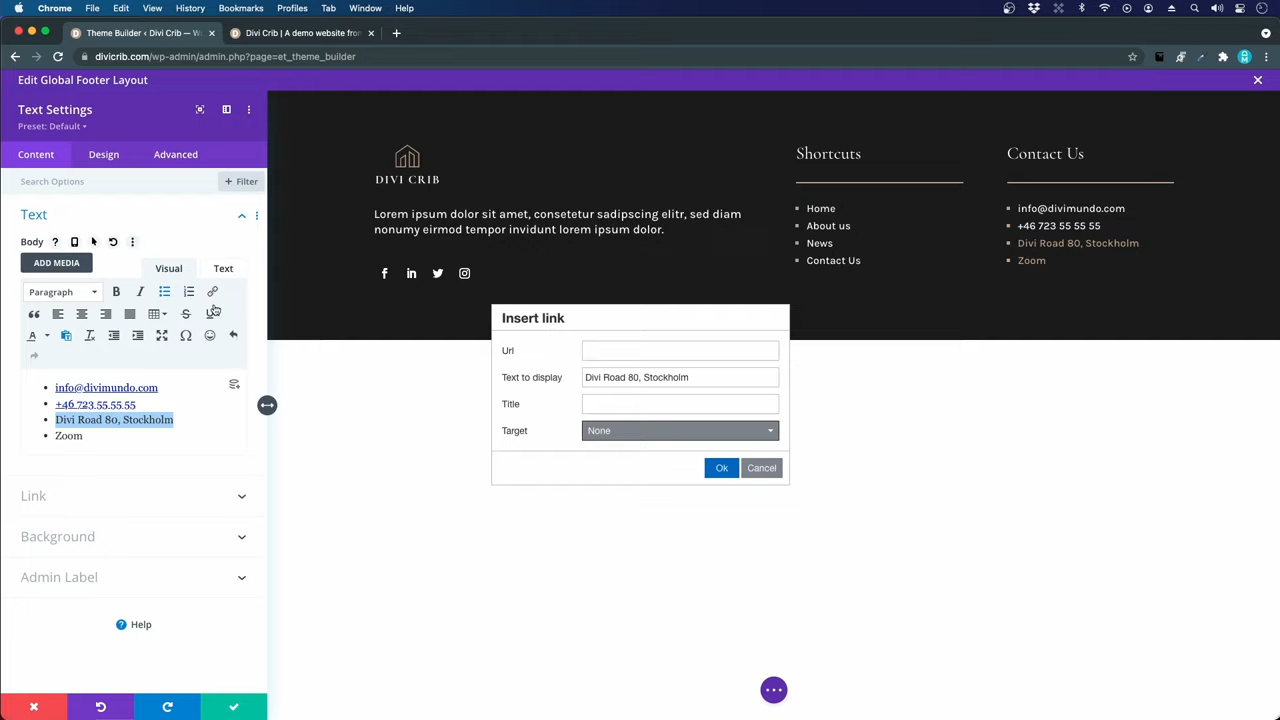 Chrome File Edit View History Bookmarks Profiles Tab Window Help
Theme Builder ‹ Divi Crib — W
Divi Crib | A demo website from
divicrib.com/wp-admin/admin.php?page=et_theme_builder
Edit Global Footer Layout
Text Settings
Preset: Default
Content Design Advanced
Search Options
+ Filter
Text
Body
ADD MEDIA
Visual Text
Paragraph
info@divimundo.com
+46 723 55 55 55
Divi Road 80, Stockholm
Zoom
Link
Background
Admin Label
Help
DIVI CRIB
Lorem ipsum dolor sit amet, consetetur sadipscing elitr, sed diam
nonumy eirmod tempor invidunt lorem ipsum dolor.
Shortcuts
Home
About us
News
Contact Us
Contact Us
info@divimundo.com
+46 723 55 55 55
Divi Road 80, Stockholm
Zoom
Insert link
Url
Text to display Divi Road 80, Stockholm
Title
Target None
Ok Cancel